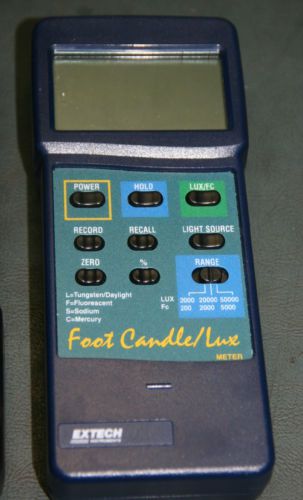 POWER HOLD LUX/FC
RECORD RECALL LIGHT SOURCE
ZERO % RANGE
L=Tungsten/Daylight
F=Fluorescent
S=Sodium
C=Mercury
LUX 2000 20000 50000
Fc 200 2000 5000
Foot Candle/Lux
METER
EXTECH
INSTRUMENTS